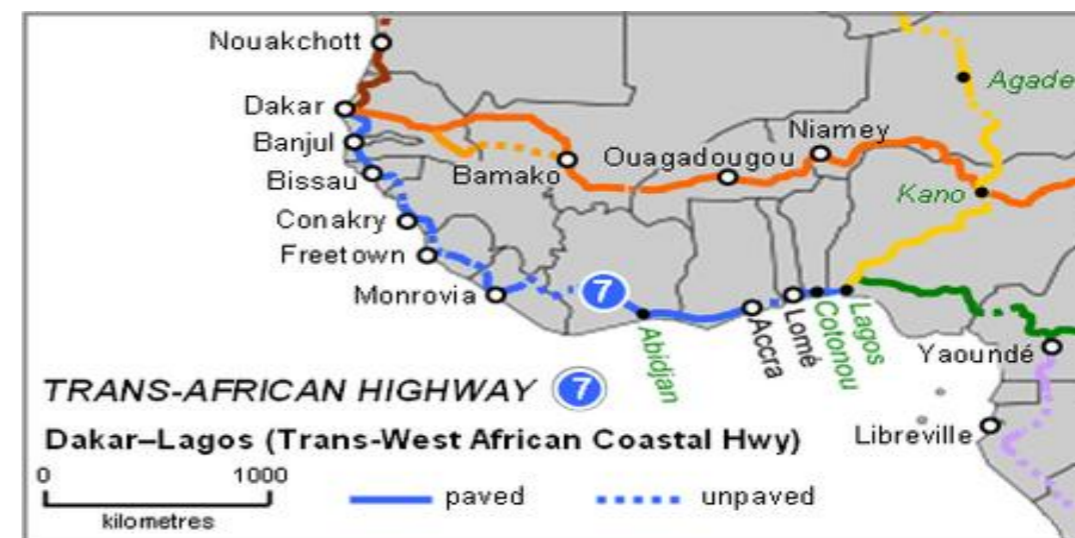 Nouakchott
Dakar
Agade
Banjul
Niamey
Ouagadougou
Bamako
Bissau
Kano
Conakry
Freetown
Monrovia
7
Abidjan
Accra
Lomé
Cotonou
Lagos
Yaoundé
TRANS-AFRICAN HIGHWAY 7
Libreville
Dakar–Lagos (Trans-West African Coastal Hwy)
0 1000
kilometres
paved
unpaved